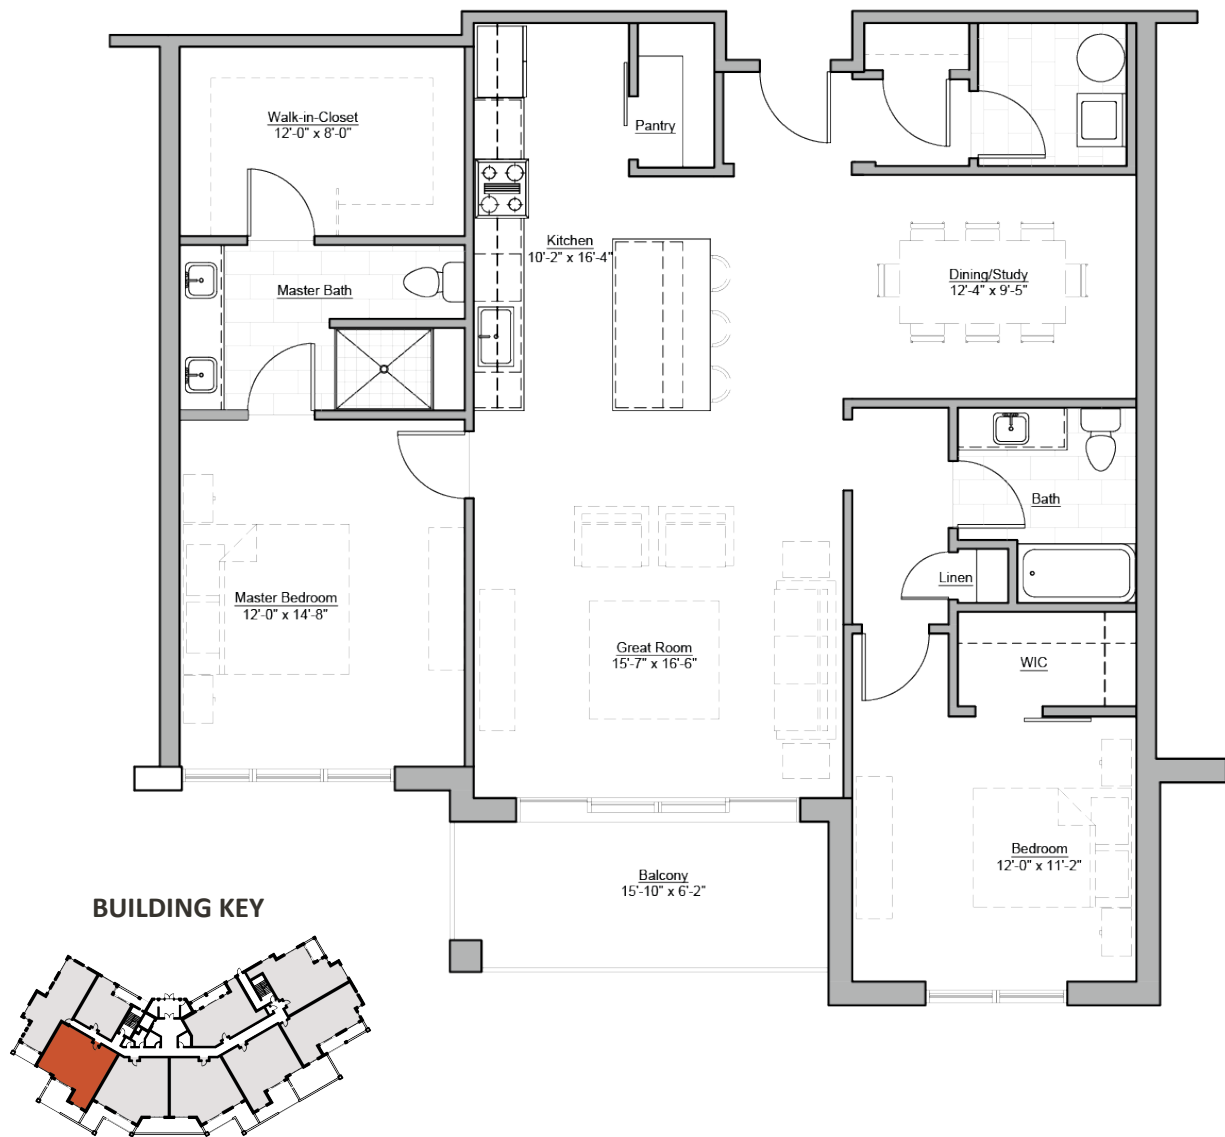 Walk-in-Closet
12'-0" x 8'-0"
Pantry
Kitchen
10'-2" x 16'-4"
Master Bath
Dining/Study
12'-4" x 9'-5"
Bath
Linen
Master Bedroom
12'-0" x 14'-8"
Great Room
15'-7" x 16'-6"
WIC
Bedroom
12'-0" x 11'-2"
Balcony
15'-10" x 6'-2"
BUILDING KEY